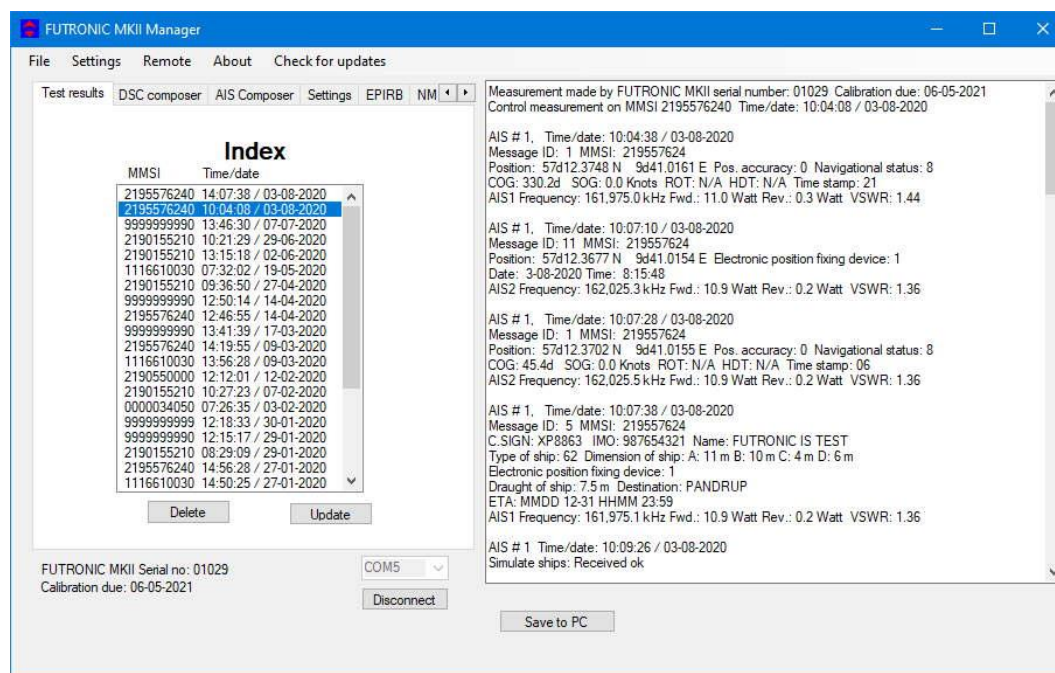 FUTRONIC MKII Manager
File Settings Remote About Check for updates
Test results DSC composer AIS Composer Settings EPIRB NM
Index
MMSI Time/date
2195576240 14:07:38 / 03-08-2020
2195576240 10:04:08 / 03-08-2020
9999999990 13:46:30 / 07-07-2020
2190155210 10:21:29 / 29-06-2020
2190155210 13:15:18 / 02-06-2020
1116610030 07:32:02 / 19-05-2020
2190155210 09:36:50 / 27-04-2020
9999999990 12:50:14 / 14-04-2020
2195576240 12:46:55 / 14-04-2020
9999999990 13:41:39 / 17-03-2020
2195576240 14:19:55 / 09-03-2020
1116610030 13:56:28 / 09-03-2020
2190550000 12:12:01 / 12-02-2020
2190155210 10:27:23 / 07-02-2020
0000034050 07:26:35 / 03-02-2020
9999999999 12:18:33 / 30-01-2020
9999999990 12:15:17 / 29-01-2020
2190155210 08:29:09 / 29-01-2020
2195576240 14:56:28 / 27-01-2020
1116610030 14:50:25 / 27-01-2020
Delete Update
FUTRONIC MKII Serial no: 01029
Calibration due: 06-05-2021
COM5
Disconnect
Measurement made by FUTRONIC MKII serial number: 01029 Calibration due: 06-05-2021
Control measurement on MMSI 2195576240 Time/date: 10:04:08 / 03-08-2020
AIS # 1, Time/date: 10:04:38 / 03-08-2020
Message ID: 1 MMSI: 219557624
Position: 57d12.3748 N 9d41.0161 E Pos. accuracy: 0 Navigational status: 8
COG: 330.2d SOG: 0.0 Knots ROT: N/A HDT: N/A Time stamp: 21
AIS1 Frequency: 161,975.0 kHz Fwd.: 11.0 Watt Rev.: 0.3 Watt VSWR: 1.44
AIS # 1, Time/date: 10:07:10 / 03-08-2020
Message ID: 11 MMSI: 219557624
Position: 57d12.3677 N 9d41.0154 E Electronic position fixing device: 1
Date: 3-08-2020 Time: 8:15:48
AIS2 Frequency: 162,025.3 kHz Fwd.: 10.9 Watt Rev.: 0.2 Watt VSWR: 1.36
AIS # 1, Time/date: 10:07:28 / 03-08-2020
Message ID: 1 MMSI: 219557624
Position: 57d12.3702 N 9d41.0155 E Pos. accuracy: 0 Navigational status: 8
COG: 45.4d SOG: 0.0 Knots ROT: N/A HDT: N/A Time stamp: 06
AIS2 Frequency: 162,025.5 kHz Fwd.: 10.9 Watt Rev.: 0.2 Watt VSWR: 1.36
AIS # 1, Time/date: 10:07:38 / 03-08-2020
Message ID: 5 MMSI: 219557624
C.SIGN: XP8863 IMO: 987654321 Name: FUTRONIC IS TEST
Type of ship: 62 Dimension of ship: A: 11 m B: 10 m C: 4 m D: 6 m
Electronic position fixing device: 1
Draught of ship: 7.5 m Destination: PANDRUP
ETA: MMDD 12-31 HHMM 23:59
AIS1 Frequency: 161,975.1 kHz Fwd.: 10.9 Watt Rev.: 0.2 Watt VSWR: 1.36
AIS # 1 Time/date: 10:09:26 / 03-08-2020
Simulate ships: Received ok
Save to PC